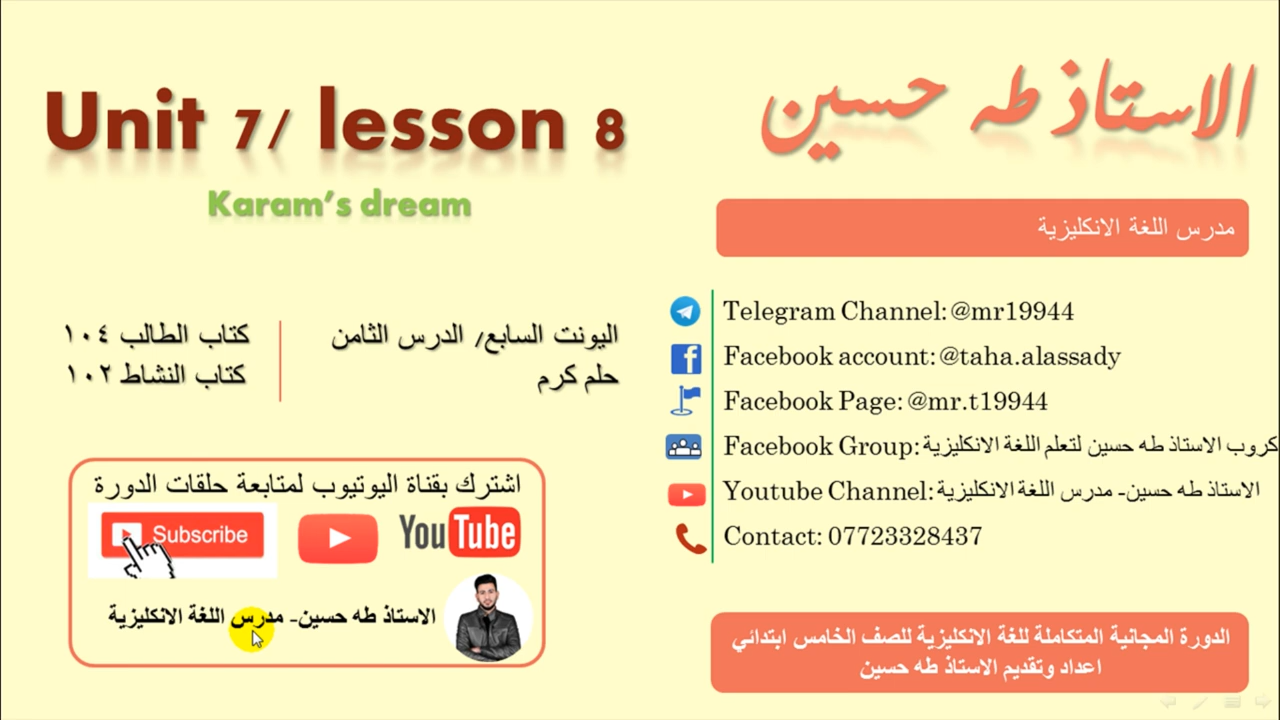 Unit 7/ lesson 8
Karam's dream
اليونت السابع/ الدرس الثامن
حلم كرم
كتاب الطالب ١٠٤
كتاب النشاط ١٠٢
اشترك بقناة اليوتيوب لمتابعة حلقات الدورة
Subscribe
YouTube
الاستاذ طه حسين- مدرس اللغة الانكليزية
الاستاذ طه حسين
مدرس اللغة الانكليزية
Telegram Channel: @mr19944
Facebook account: @taha.alassady
Facebook Page: @mr.t19944
Facebook Group: كروب الاستاذ طه حسين لتعلم اللغة الانكليزية
Youtube Channel: الاستاذ طه حسين- مدرس اللغة الانكليزية
Contact: 07723328437
الدورة المجانية المتكاملة للغة الانكليزية للصف الخامس ابتدائي
اعداد وتقديم الاستاذ طه حسين